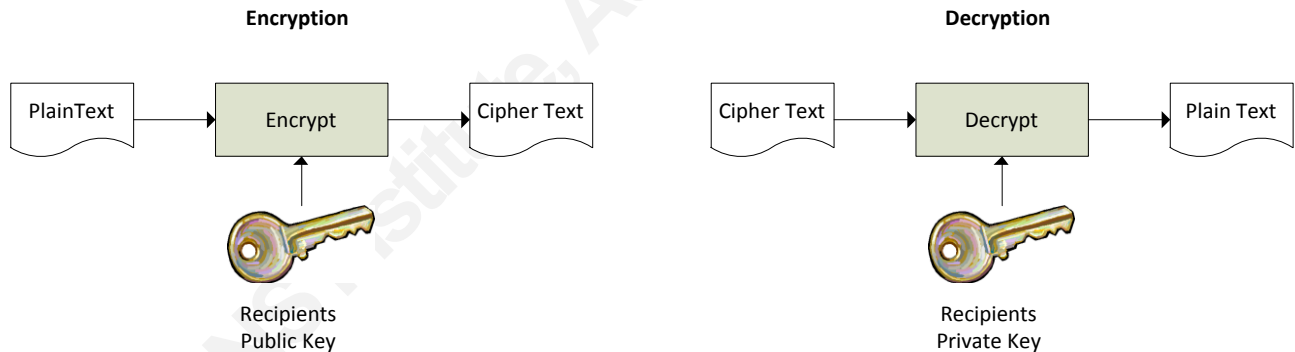 Encryption
PlainText
Encrypt
Cipher Text
Recipients
Public Key
Decryption
Cipher Text
Decrypt
Plain Text
Recipients
Private Key